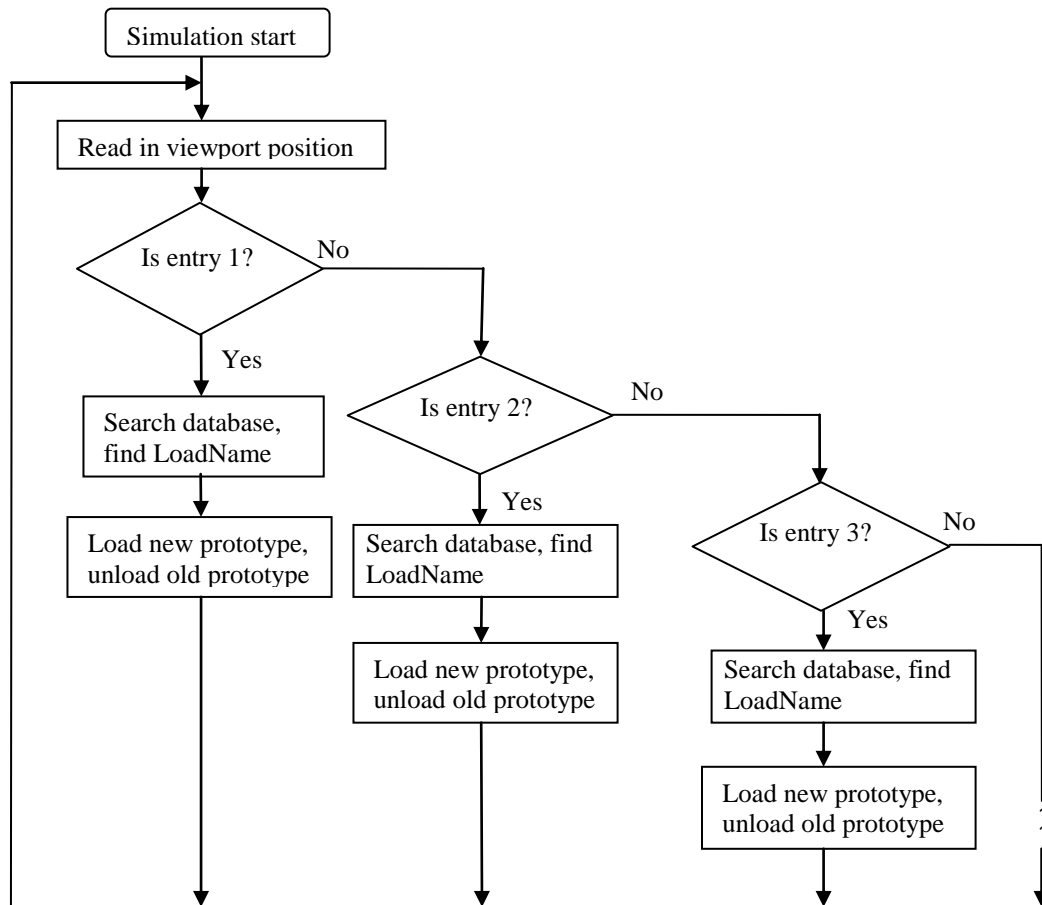 Simulation start
Read in viewport position
Is entry 1?
No
Yes
Search database,
find LoadName
Load new prototype,
unload old prototype
Is entry 2?
No
Yes
Search database, find
LoadName
Load new prototype,
unload old prototype
Is entry 3?
No
Yes
Search database, find
LoadName
Load new prototype,
unload old prototype